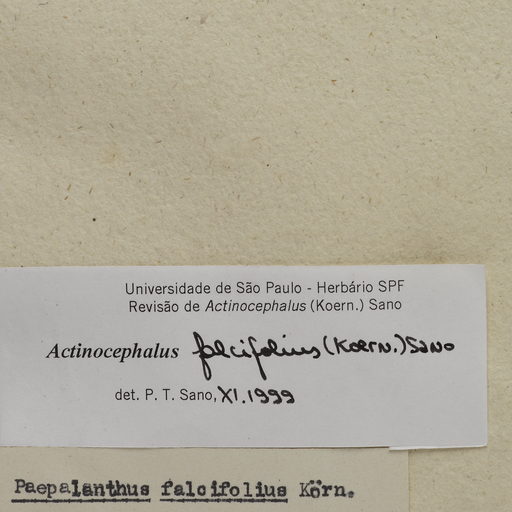 Universidade de São Paulo - Herbário SPF
Revisão de Actinocephalus (Koern.) Sano
Actinocephalus falcifolius (Koern.) Sano
det. P. T. Sano, XI.1999
Paepalanthus falcifolius Körn.